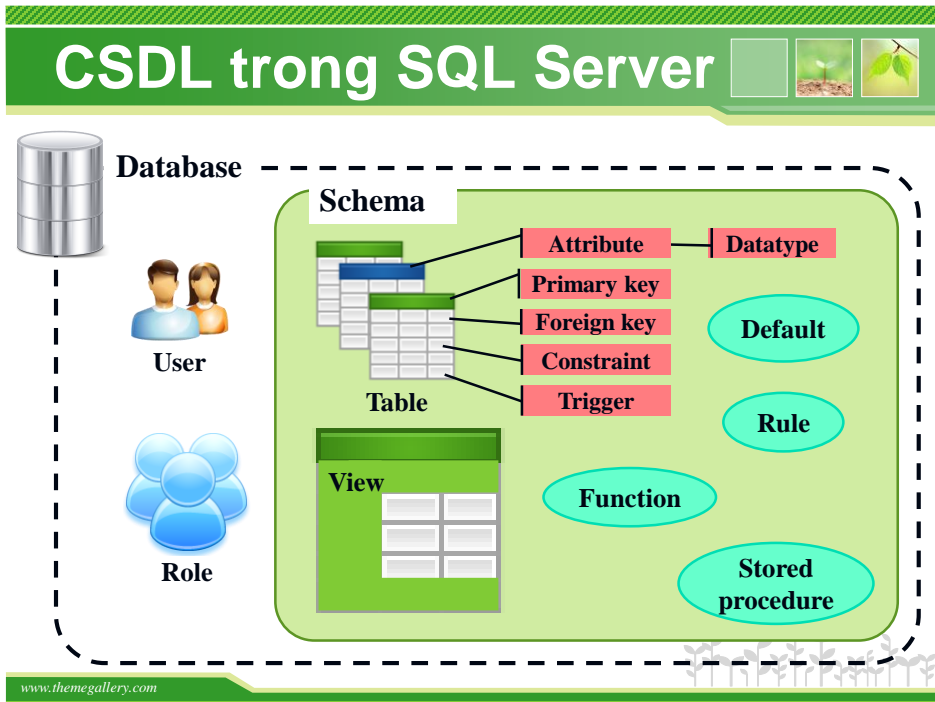 CSDL trong SQL Server
Database
Schema
Attribute
Datatype
Primary key
Foreign key
Constraint
Trigger
Table
User
Default
Rule
View
Function
Role
Stored
procedure
www.themegallery.com